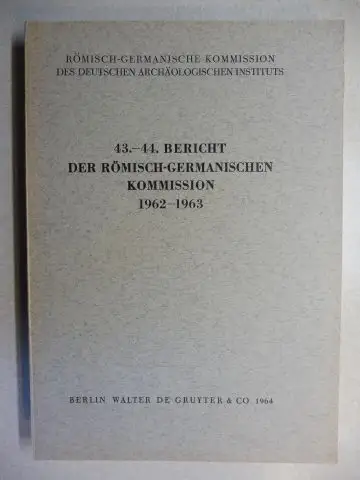 RÖMISCH-GERMANISCHE KOMMISSION
DES DEUTSCHEN ARCHÄOLOGISCHEN INSTITUTS
43.–44. BERICHT
DER RÖMISCH-GERMANISCHEN
KOMMISSION
1962–1963
BERLIN WALTER DE GRUYTER & CO. 1964